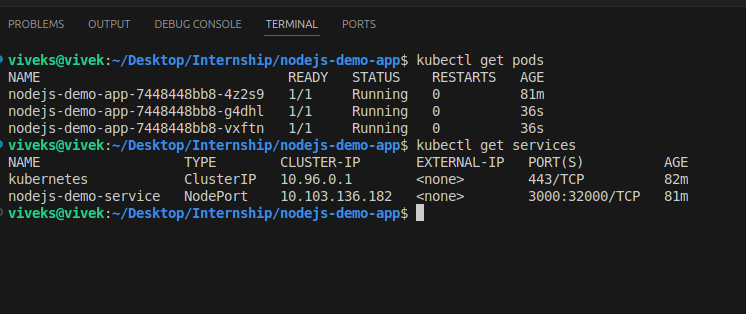 PROBLEMS OUTPUT DEBUG CONSOLE TERMINAL PORTS
viveks@vivek:~/Desktop/Internship/nodejs-demo-app$ kubectl get pods
NAME READY STATUS RESTARTS AGE
nodejs-demo-app-7448448bb8-4z2s9 1/1 Running 0 81m
nodejs-demo-app-7448448bb8-g4dhl 1/1 Running 0 36s
nodejs-demo-app-7448448bb8-vxftn 1/1 Running 0 36s
viveks@vivek:~/Desktop/Internship/nodejs-demo-app$ kubectl get services
NAME TYPE CLUSTER-IP EXTERNAL-IP PORT(S) AGE
kubernetes ClusterIP 10.96.0.1 <none> 443/TCP 82m
nodejs-demo-service NodePort 10.103.136.182 <none> 3000:32000/TCP 81m
viveks@vivek:~/Desktop/Internship/nodejs-demo-app$